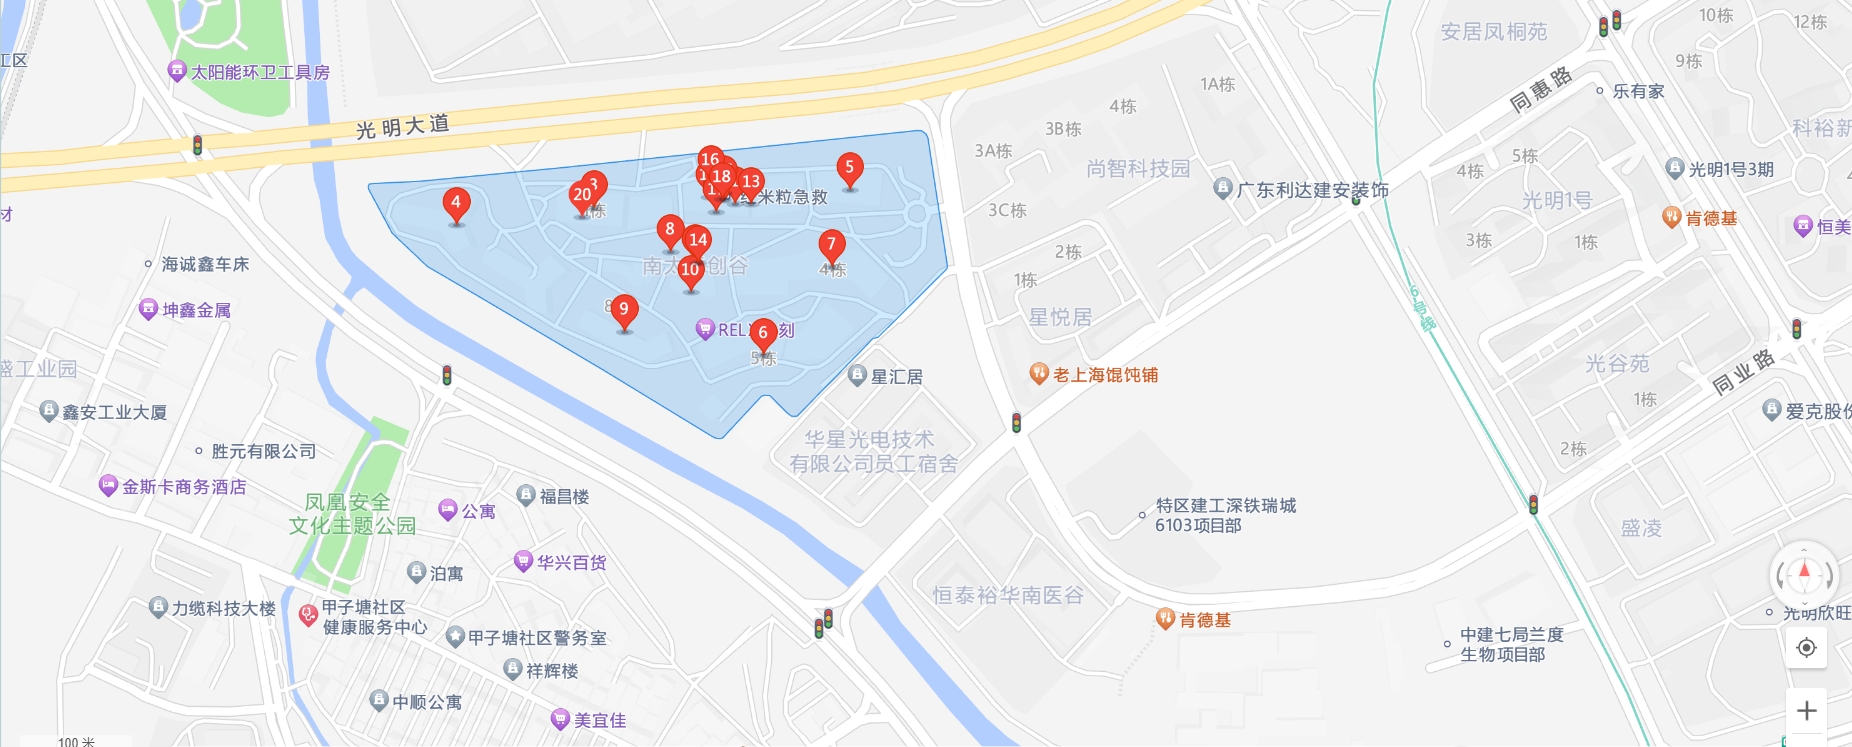 安居凤桐苑
10栋
12栋
9栋
汇区
太阳能环卫工具房
光明大道
同惠路
乐有家
1A栋
4栋
3B栋
3A栋
尚智科技园
科裕新
4栋
5栋
光明1号3期
广东利达建安装饰
光明1号
肯德基
恒美
3C栋
2栋
3栋
1栋
1栋
16
5
13
18
3
20
4
米粒急救
栋
材
8
14
7
4栋
10
南太
创谷
海诚鑫车床
坤鑫金属
9
8
REL
刻
6
5栋
星悦居
6号线
老上海馄饨铺
光谷苑
同业路
1栋
爱克股份
2栋
盛工业园
鑫安工业大厦
星汇居
胜元有限公司
华星光电技术
有限公司员工宿舍
金斯卡商务酒店
凤凰安全
文化主题公园
公寓
福昌楼
特区建工深铁瑞城
6103项目部
盛凌
华兴百货
泊寓
恒泰裕华南医谷
力缆科技大楼
甲子塘社区
健康服务中心
甲子塘社区警务室
肯德基
光明欣旺
中建七局兰度
生物项目部
祥辉楼
中顺公寓
美宜佳
100 米